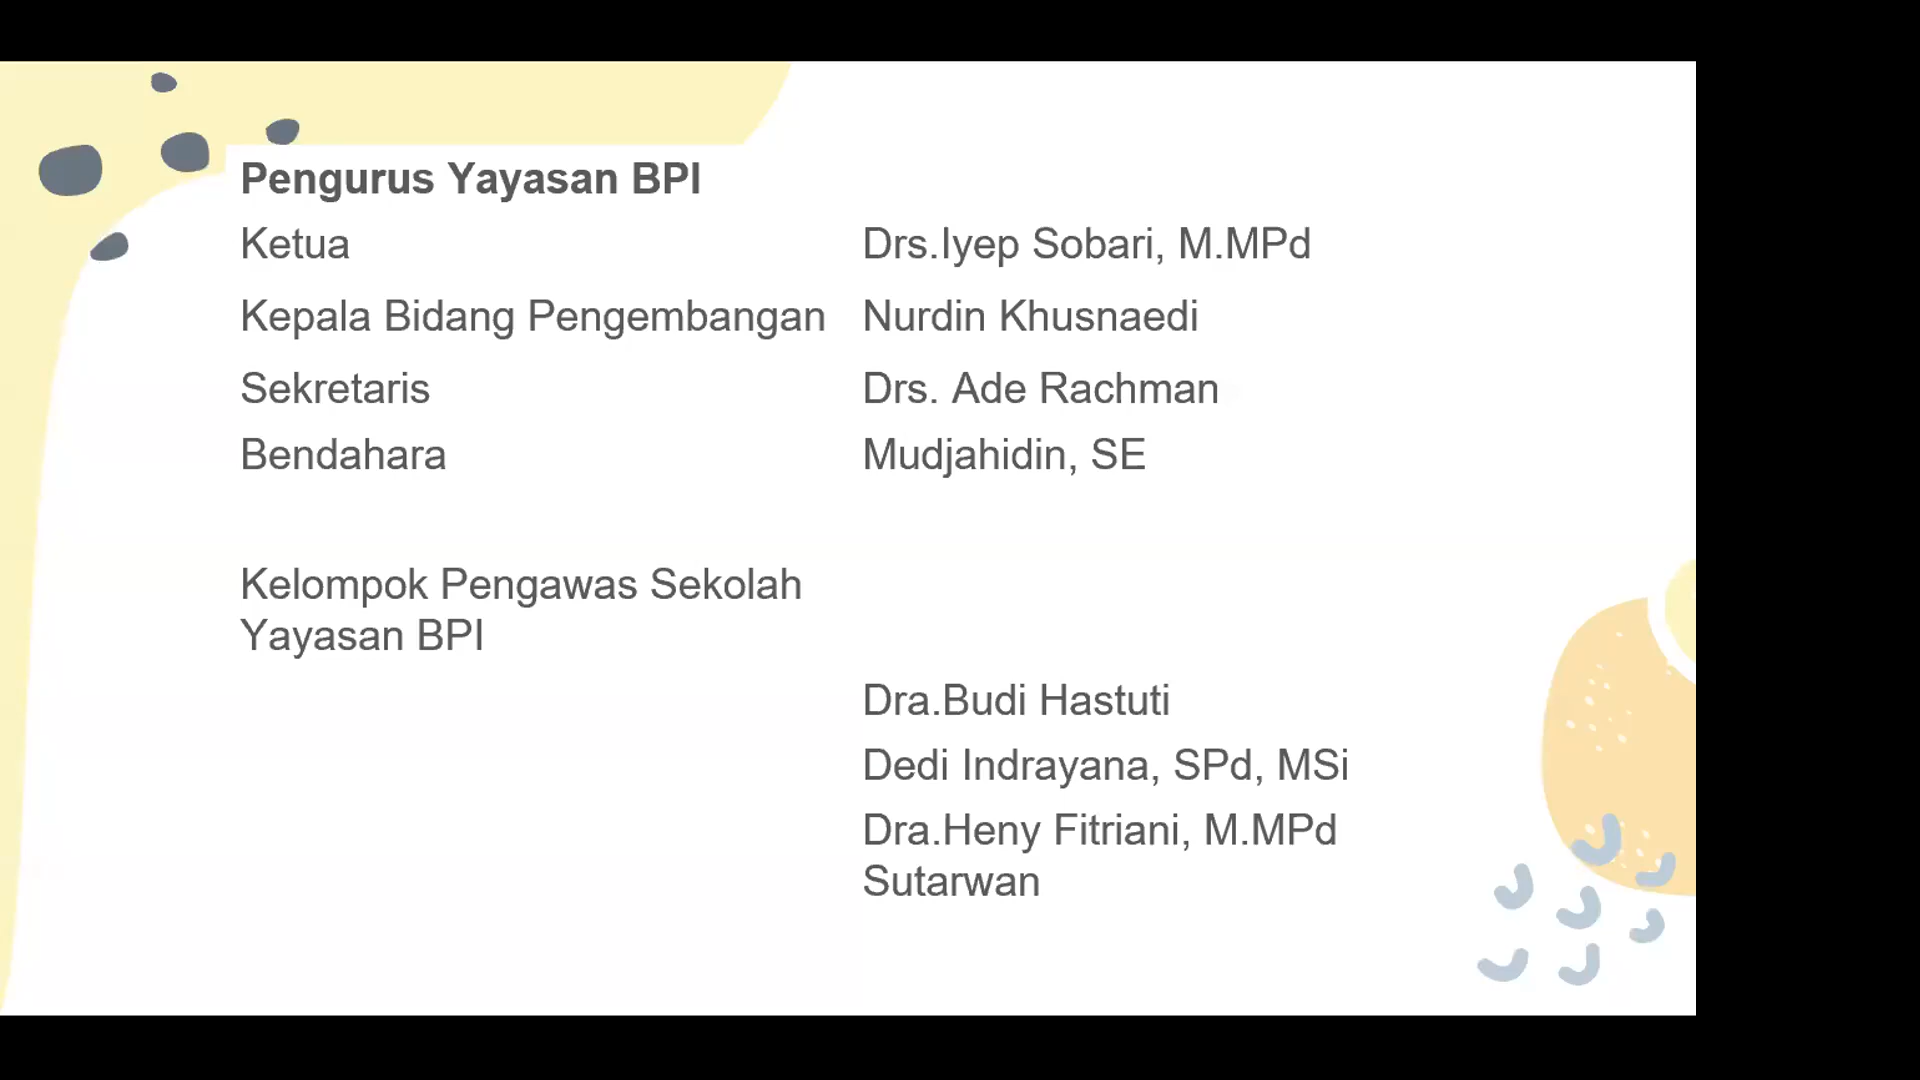 Pengurus Yayasan BPI
Ketua Drs.Iyep Sobari, M.MPd
Kepala Bidang Pengembangan Nurdin Khusnaedi
Sekretaris Drs. Ade Rachman
Bendahara Mudjahidin, SE
Kelompok Pengawas Sekolah
Yayasan BPI
Dra.Budi Hastuti
Dedi Indrayana, SPd, MSi
Dra.Heny Fitriani, M.MPd
Sutarwan